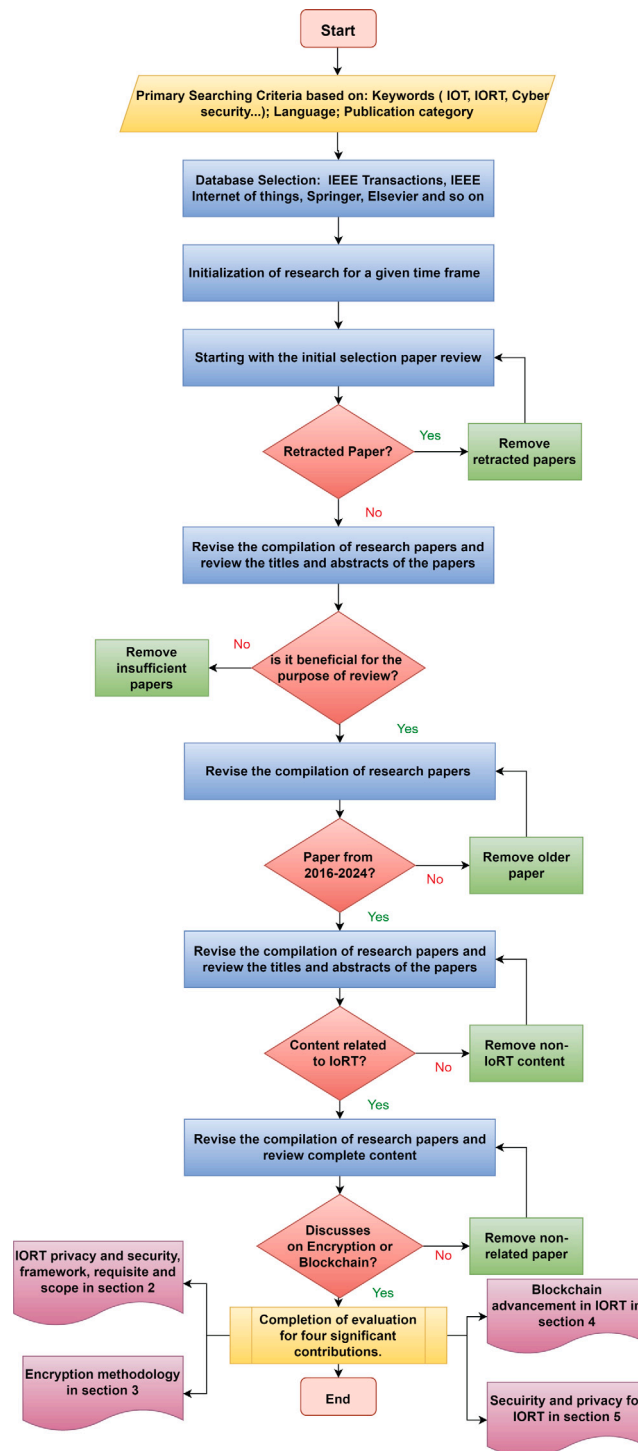 Start
Primary Searching Criteria based on: Keywords ( IOT, IORT, Cyber
security...); Language; Publication category
Database Selection: IEEE Transactions, IEEE
Internet of things, Springer, Elsevier and so on
Initialization of research for a given time frame
Starting with the initial selection paper review
Retracted Paper?
Yes
Remove
retracted papers
No
Revise the compilation of research papers and
review the titles and abstracts of the papers
is it beneficial for the
purpose of review?
No
Remove
insufficient
papers
Yes
Revise the compilation of research papers
Paper from
2016-2024?
No
Remove older
paper
Yes
Revise the compilation of research papers and
review the titles and abstracts of the papers
Content related
to IoRT?
No
Remove non-
IoRT content
Yes
Revise the compilation of research papers and
review complete content
Discusses
on Encryption or
Blockchain?
No
Remove non-
related paper
Yes
IORT privacy and security,
framework, requisite and
scope in section 2
Completion of evaluation
for four significant
contributions.
Blockchain
advancement in IORT in
section 4
Encryption methodology
in section 3
End
Secuirity and privacy fo
IORT in section 5